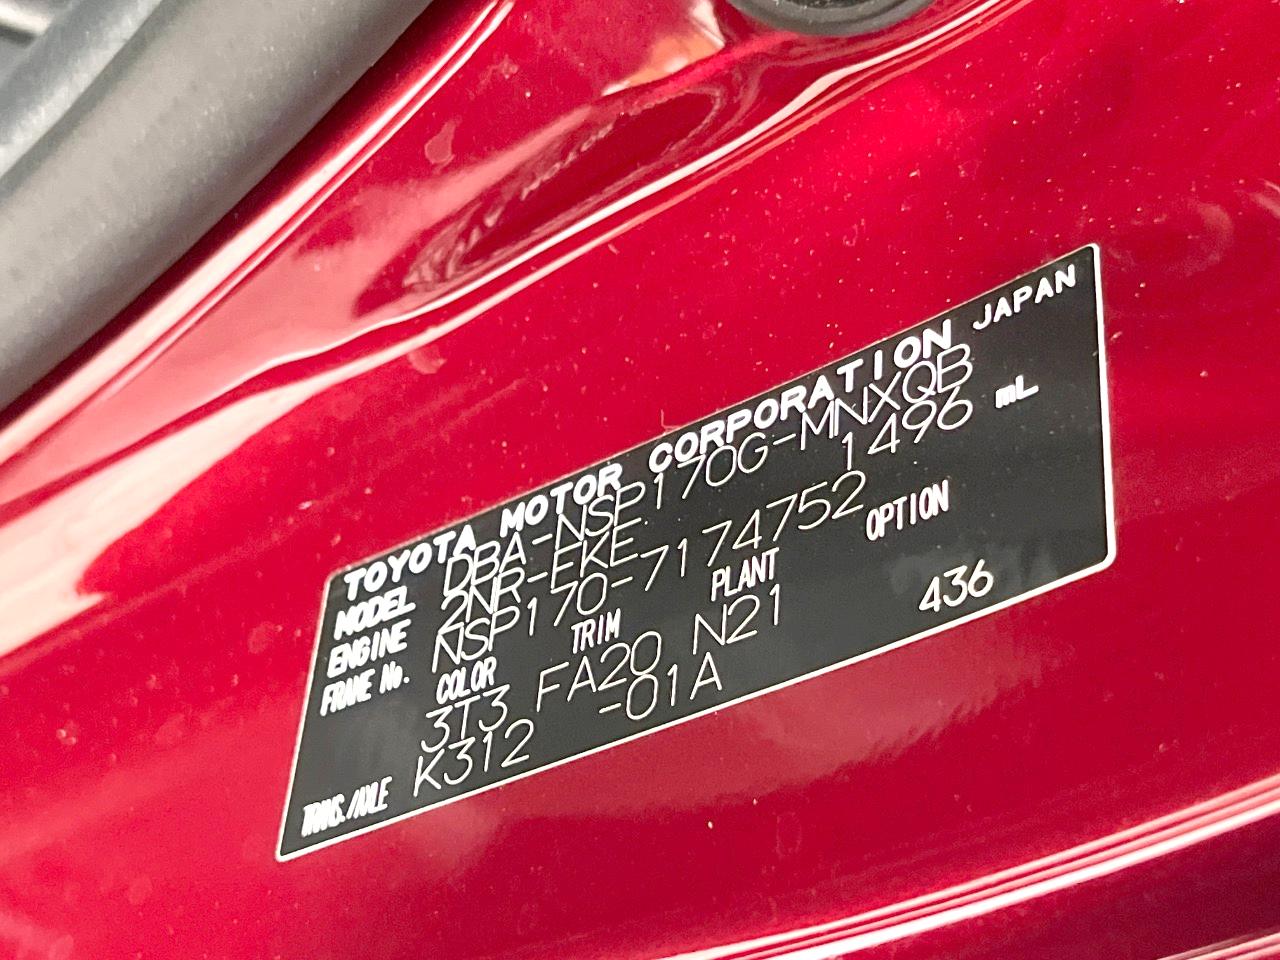 TOYOTA MOTOR CORPORATION JAPAN
MODEL DBA-NSP170G-MNXQB
ENGINE 2NR-EKE 1496 mL
FRAME No. NSP170-7174752
COLOR TRIM PLANT OPTION
3T3 FA20 N21 436
TRANS./AXLE K312 -01A